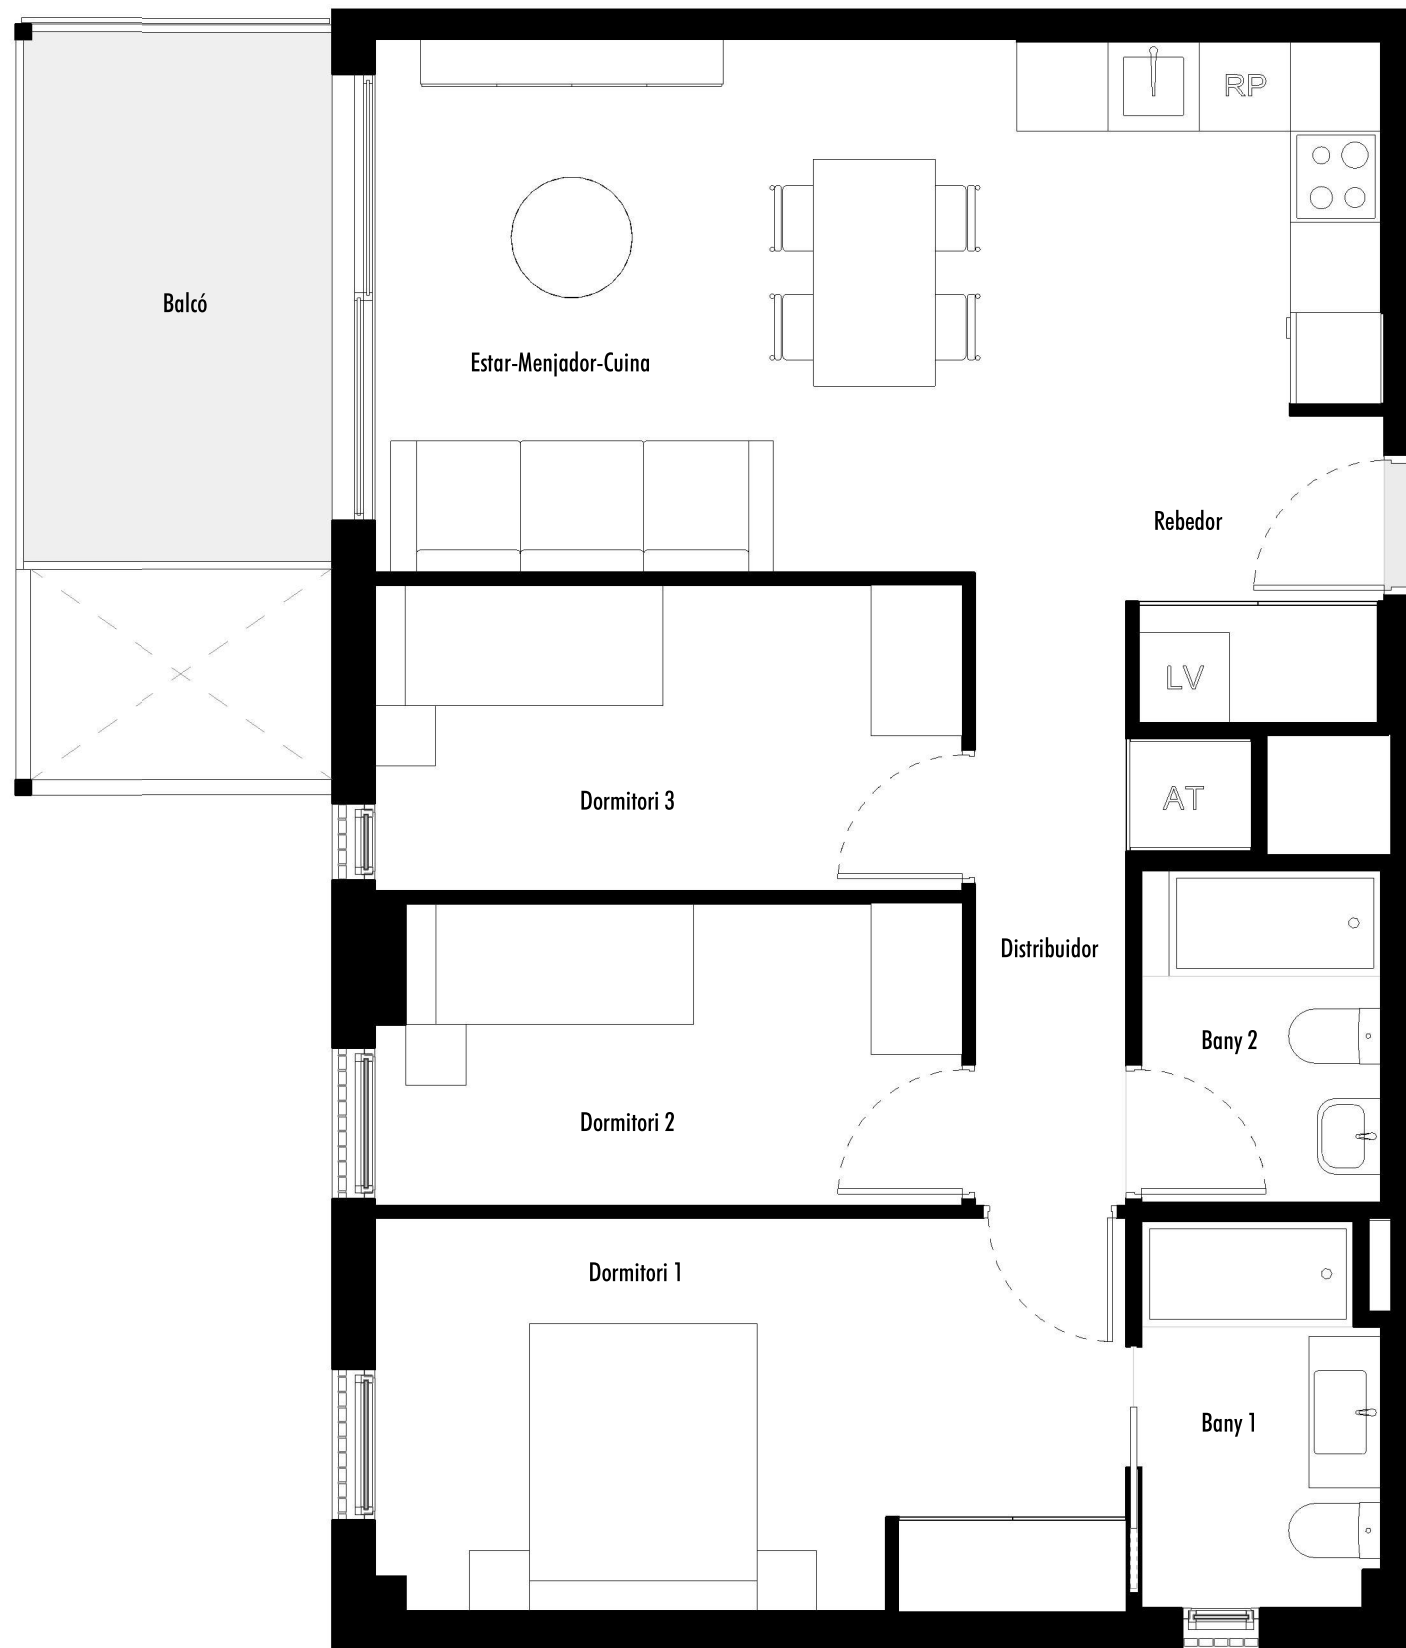 RP
Balcó
Estar-Menjador-Cuina
Rebedor
LV
Dormitori 3
AT
Distribuidor
Bany 2
Dormitori 2
Dormitori 1
Bany 1